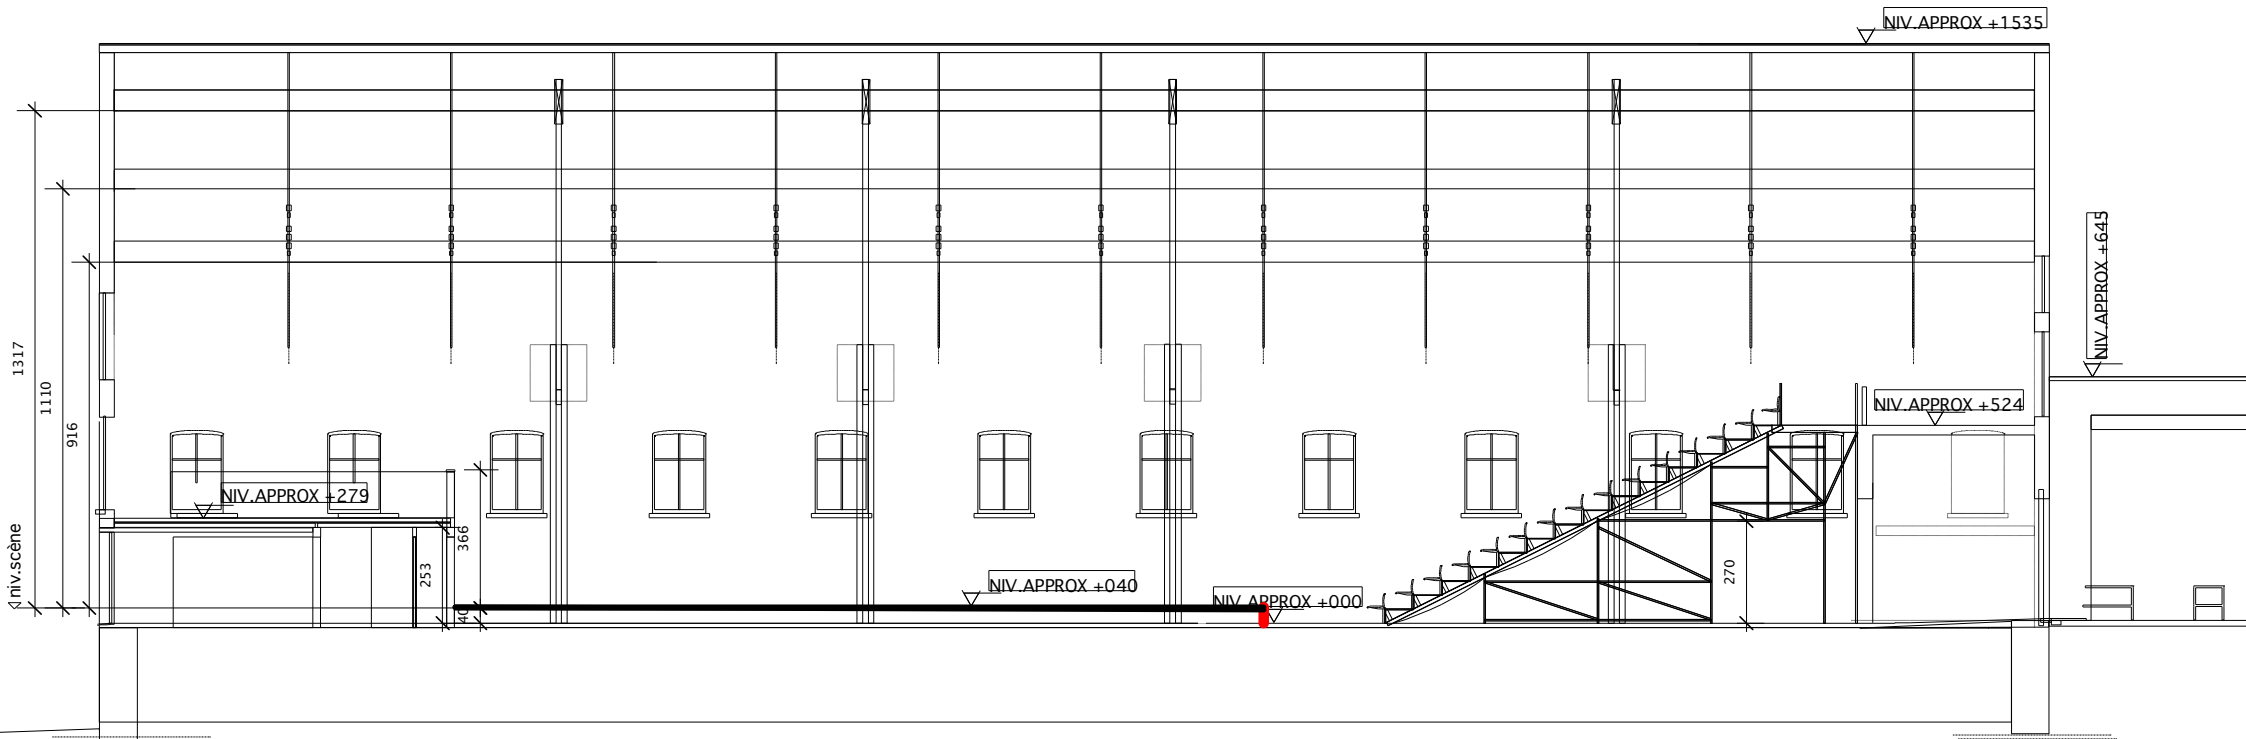 NIV.APPROX +1535
NIV.APPROX +645
1317
1110
916
NIV.APPROX +524
NIV.APPROX +279
niv.scène
366
253
40
NIV.APPROX +040
NIV.APPROX +000
270